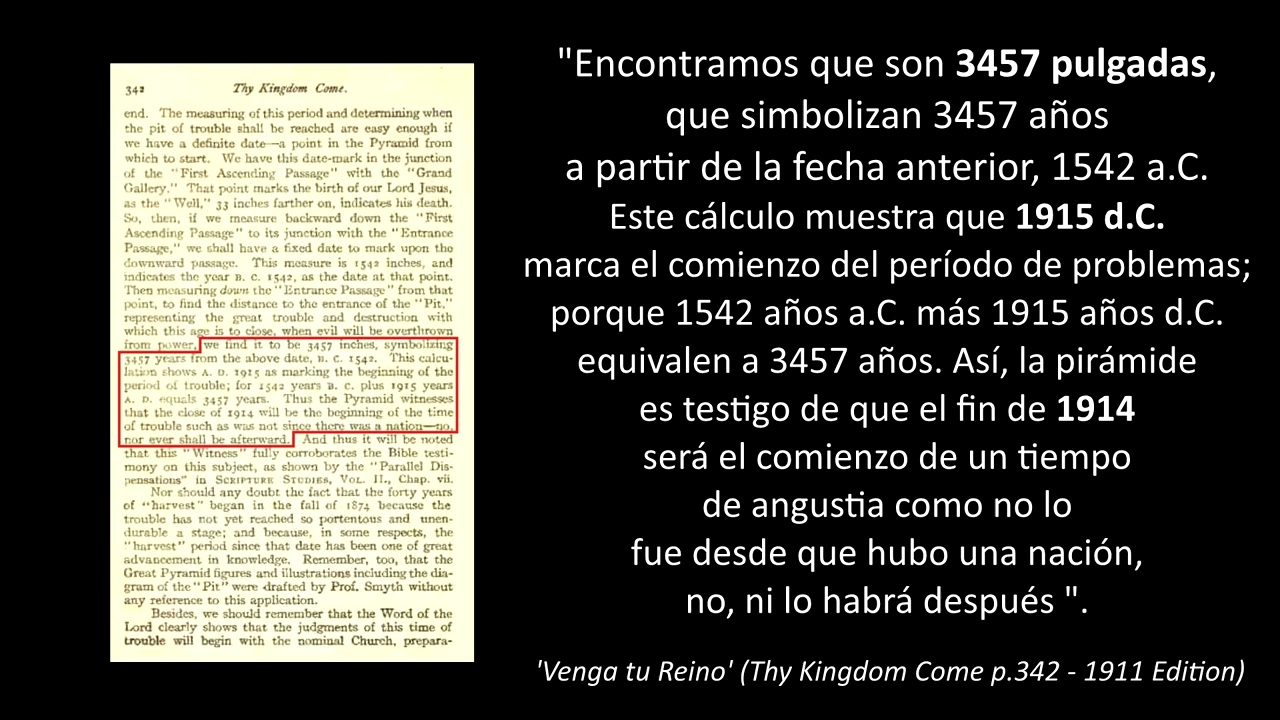 342 Thy Kingdom Come.
end. The measuring of this period and determining when
the pit of trouble shall be reached are easy enough if
we have a definite date—a point in the Pyramid from
which to start. We have this date-mark in the junction
of the "First Ascending Passage" with the "Grand
Gallery." That point marks the birth of our Lord Jesus,
as the "Well," 33 inches farther on, indicates his death.
So, then, if we measure backward down the "First
Ascending Passage" to its junction with the "Entrance
Passage," we shall have a fixed date to mark upon the
downward passage. This measure is 1542 inches, and
indicates the year B. C. 1542, as the date at that point.
Then measuring down the "Entrance Passage" from that
point, to find the distance to the entrance of the "Pit,"
representing the great trouble and destruction with
which this age is to close, when evil will be overthrown
from power, we find it to be 3457 inches, symbolizing
3457 years from the above date, B. C. 1542. This calcu-
lation shows A. D. 1915 as marking the beginning of the
period of trouble; for 1542 years B. C. plus 1915 years
A. D. equals 3457 years. Thus the Pyramid witnesses
that the close of 1914 will be the beginning of the time
of trouble such as was not since there was a nation—no,
nor ever shall be afterward. And thus it will be noted
that this "Witness" fully corroborates the Bible testi-
mony on this subject, as shown by the "Parallel Dis-
pensations" in SCRIPTURE STUDIES, VOL. II., Chap. vii.
Nor should any doubt the fact that the forty years
of "harvest" began in the fall of 1874 because the
trouble has not yet reached so portentous and unen-
durable a stage; and because, in some respects, the
"harvest" period since that date has been one of great
advancement in knowledge. Remember, too, that the
Great Pyramid figures and illustrations including the dia-
gram of the "Pit" were drafted by Prof. Smyth without
any reference to this application.
Besides, we should remember that the Word of the
Lord clearly shows that the judgments of this time of
trouble will begin with the nominal Church, prepara-
"Encontramos que son 3457 pulgadas,
que simbolizan 3457 años
a partir de la fecha anterior, 1542 a.C.
Este cálculo muestra que 1915 d.C.
marca el comienzo del período de problemas;
porque 1542 años a.C. más 1915 años d.C.
equivalen a 3457 años. Así, la pirámide
es testigo de que el fin de 1914
será el comienzo de un tiempo
de angustia como no lo
fue desde que hubo una nación,
no, ni lo habrá después ".
'Venga tu Reino' (Thy Kingdom Come p.342 - 1911 Edition)